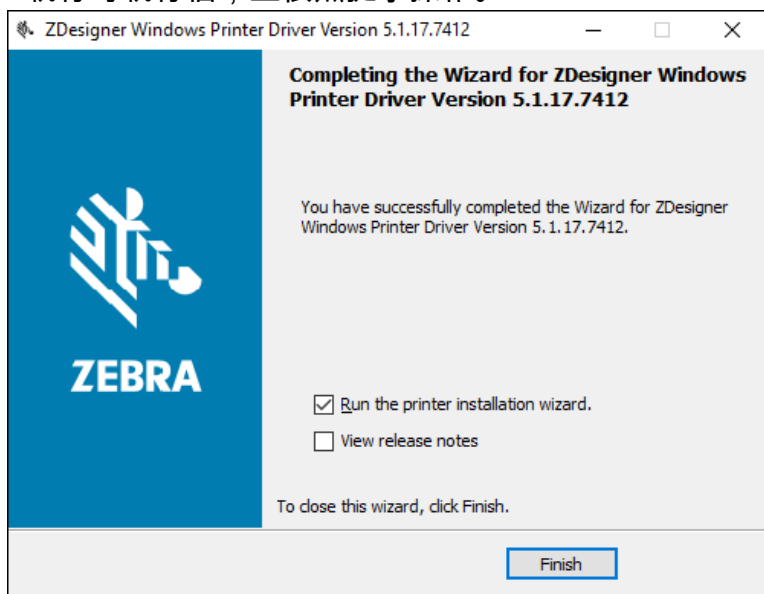 ZDesigner Windows Printer Driver Version 5.1.17.7412
Completing the Wizard for ZDesigner Windows
Printer Driver Version 5.1.17.7412
You have successfully completed the Wizard for ZDesigner
Windows Printer Driver Version 5.1.17.7412.
ZEBRA
Run the printer installation wizard.
View release notes
To close this wizard, click Finish.
Finish